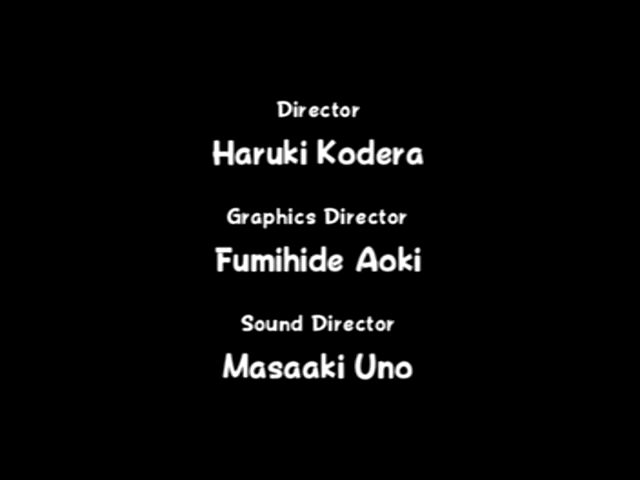 Director
Haruki Kodera
Graphics Director
Fumihide Aoki
Sound Director
Masaaki Uno